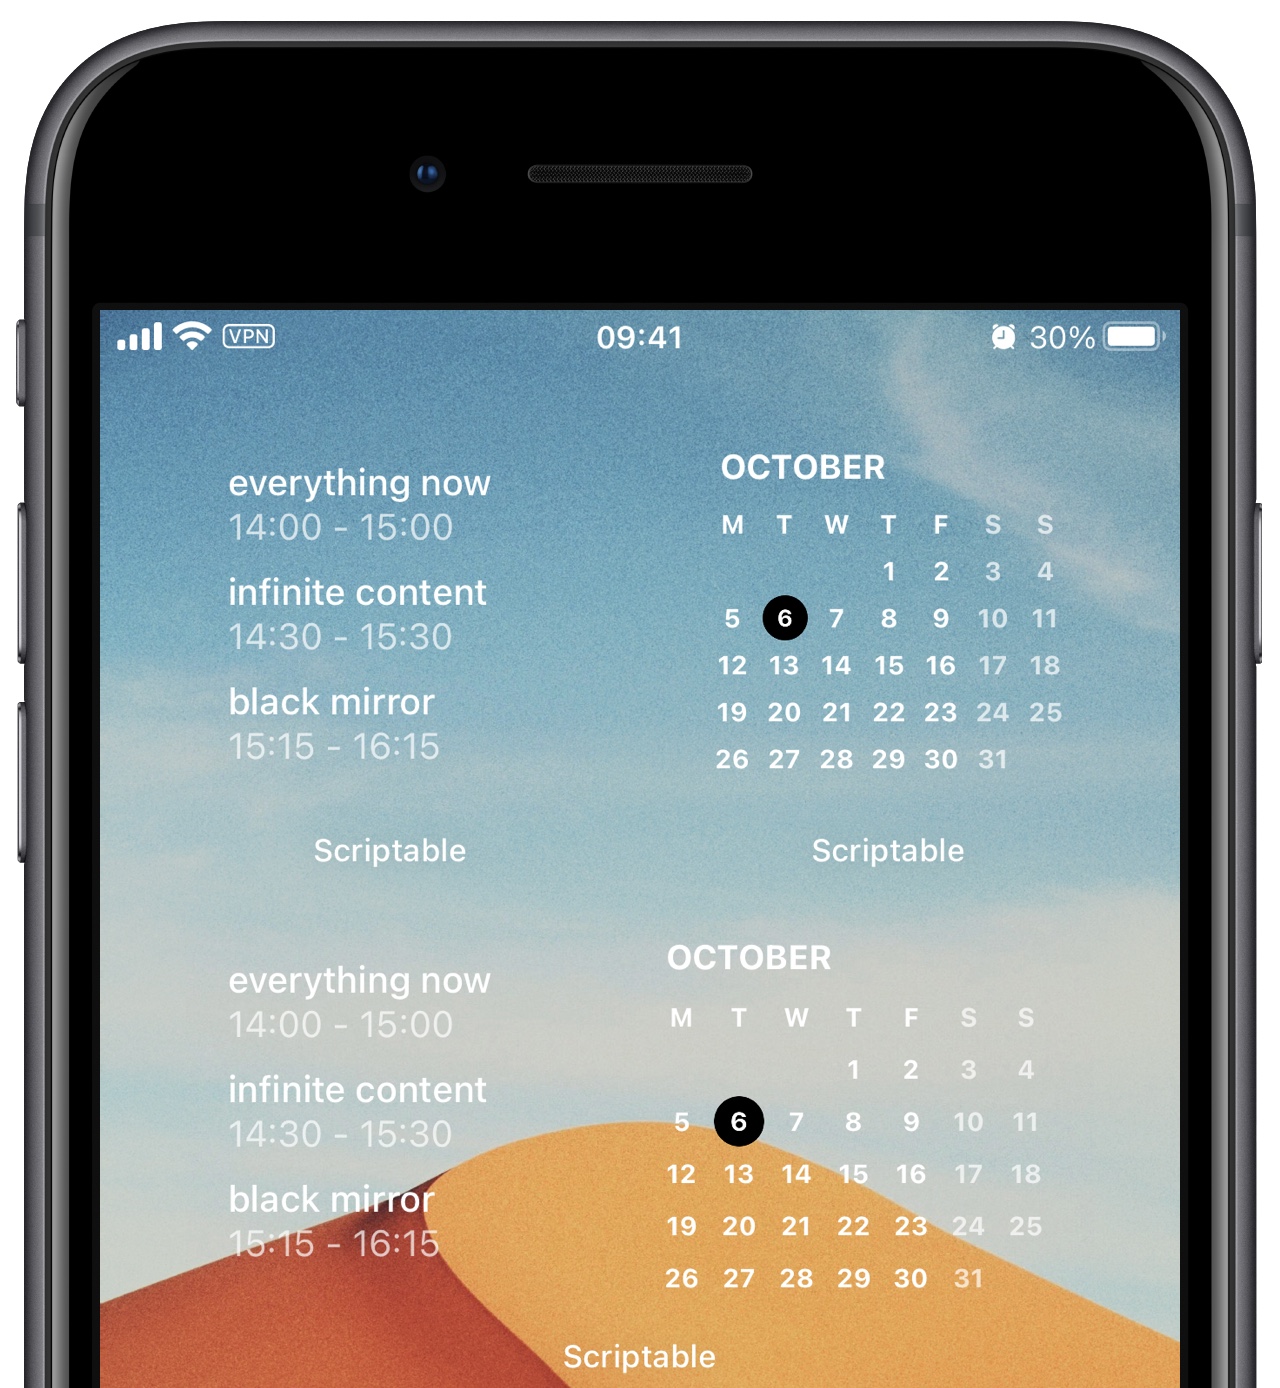 VPN 09:41 30%
everything now
14:00 - 15:00
infinite content
14:30 - 15:30
black mirror
15:15 - 16:15
Scriptable
OCTOBER
M T W T F S S
1 2 3 4
5 6 7 8 9 10 11
12 13 14 15 16 17 18
19 20 21 22 23 24 25
26 27 28 29 30 31
Scriptable
everything now
14:00 - 15:00
infinite content
14:30 - 15:30
black mirror
15:15 - 16:15
OCTOBER
M T W T F S S
1 2 3 4
5 6 7 8 9 10 11
12 13 14 15 16 17 18
19 20 21 22 23 24 25
26 27 28 29 30 31
Scriptable